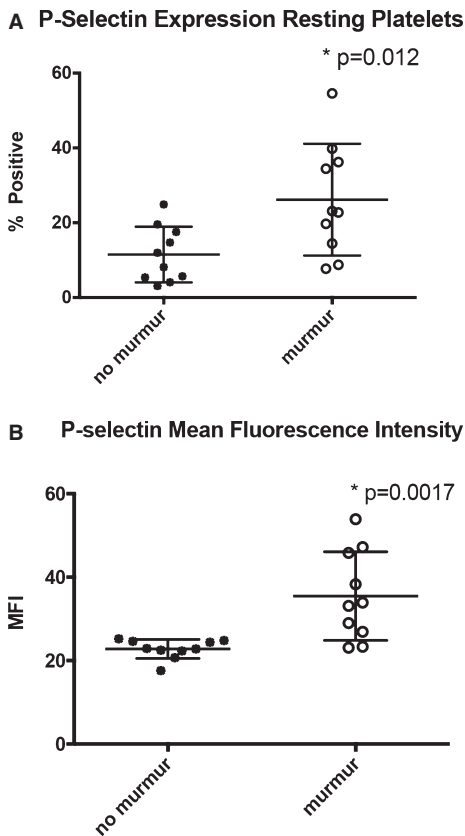 A P-Selectin Expression Resting Platelets
* p=0.012
% Positive
60
40
20
0
no murmur
murmur
B P-selectin Mean Fluorescence Intensity
* p=0.0017
MFI
60
40
20
0
no murmur
murmur